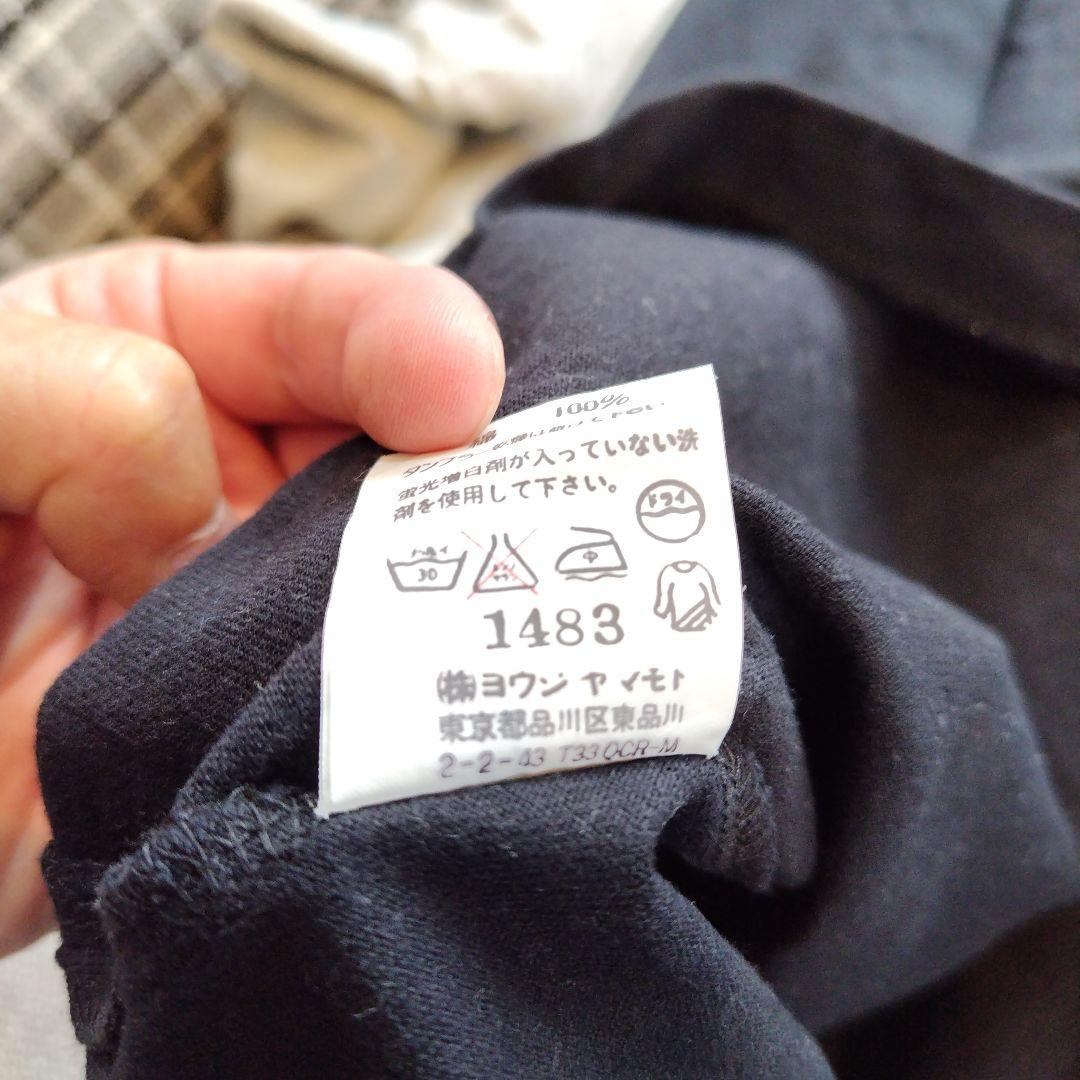 綿 100%
タンブラー乾燥は避けて下さい。
蛍光増白剤が入っていない洗
剤を使用して下さい。
ドライ
30
中
1483
(株)ヨウジ ヤマモト
東京都品川区東品川
2-2-43 T33 QCR-M